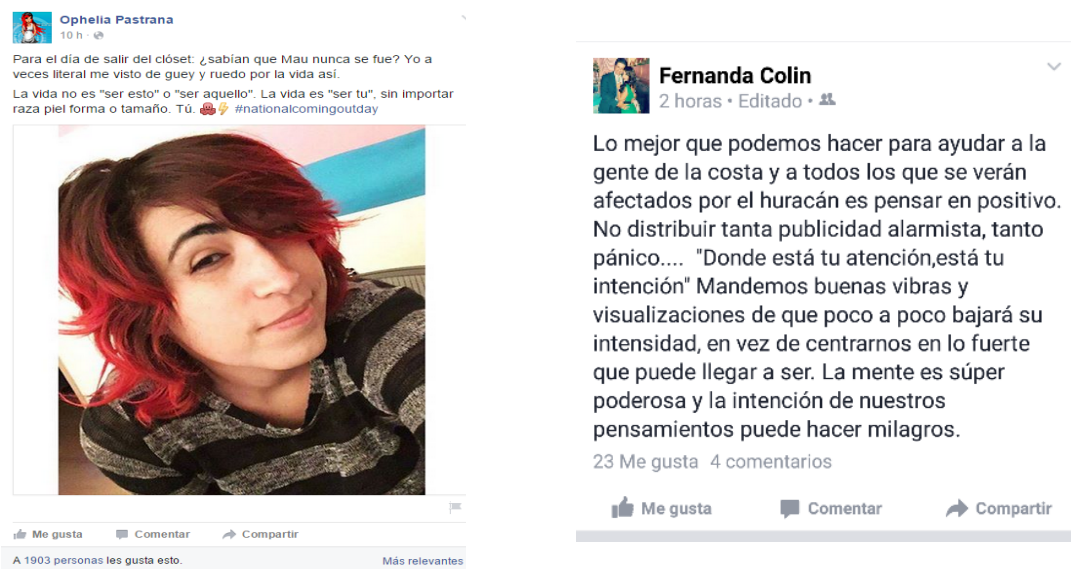 Ophelia Pastrana
10 h ·
Para el día de salir del clóset: ¿sabían que Mau nunca se fue? Yo a
veces literal me visto de guey y ruedo por la vida así.
La vida no es "ser esto" o "ser aquello". La vida es "ser tu", sin importar
raza piel forma o tamaño. Tú. 🐙⚡ #nationalcomingoutday
Me gusta Comentar Compartir
A 1903 personas les gusta esto. Más relevantes
Fernanda Colin
2 horas • Editado •
Lo mejor que podemos hacer para ayudar a la
gente de la costa y a todos los que se verán
afectados por el huracán es pensar en positivo.
No distribuir tanta publicidad alarmista, tanto
pánico.... "Donde está tu atención,está tu
intención" Mandemos buenas vibras y
visualizaciones de que poco a poco bajará su
intensidad, en vez de centrarnos en lo fuerte
que puede llegar a ser. La mente es súper
poderosa y la intención de nuestros
pensamientos puede hacer milagros.
23 Me gusta 4 comentarios
Me gusta Comentar Compartir